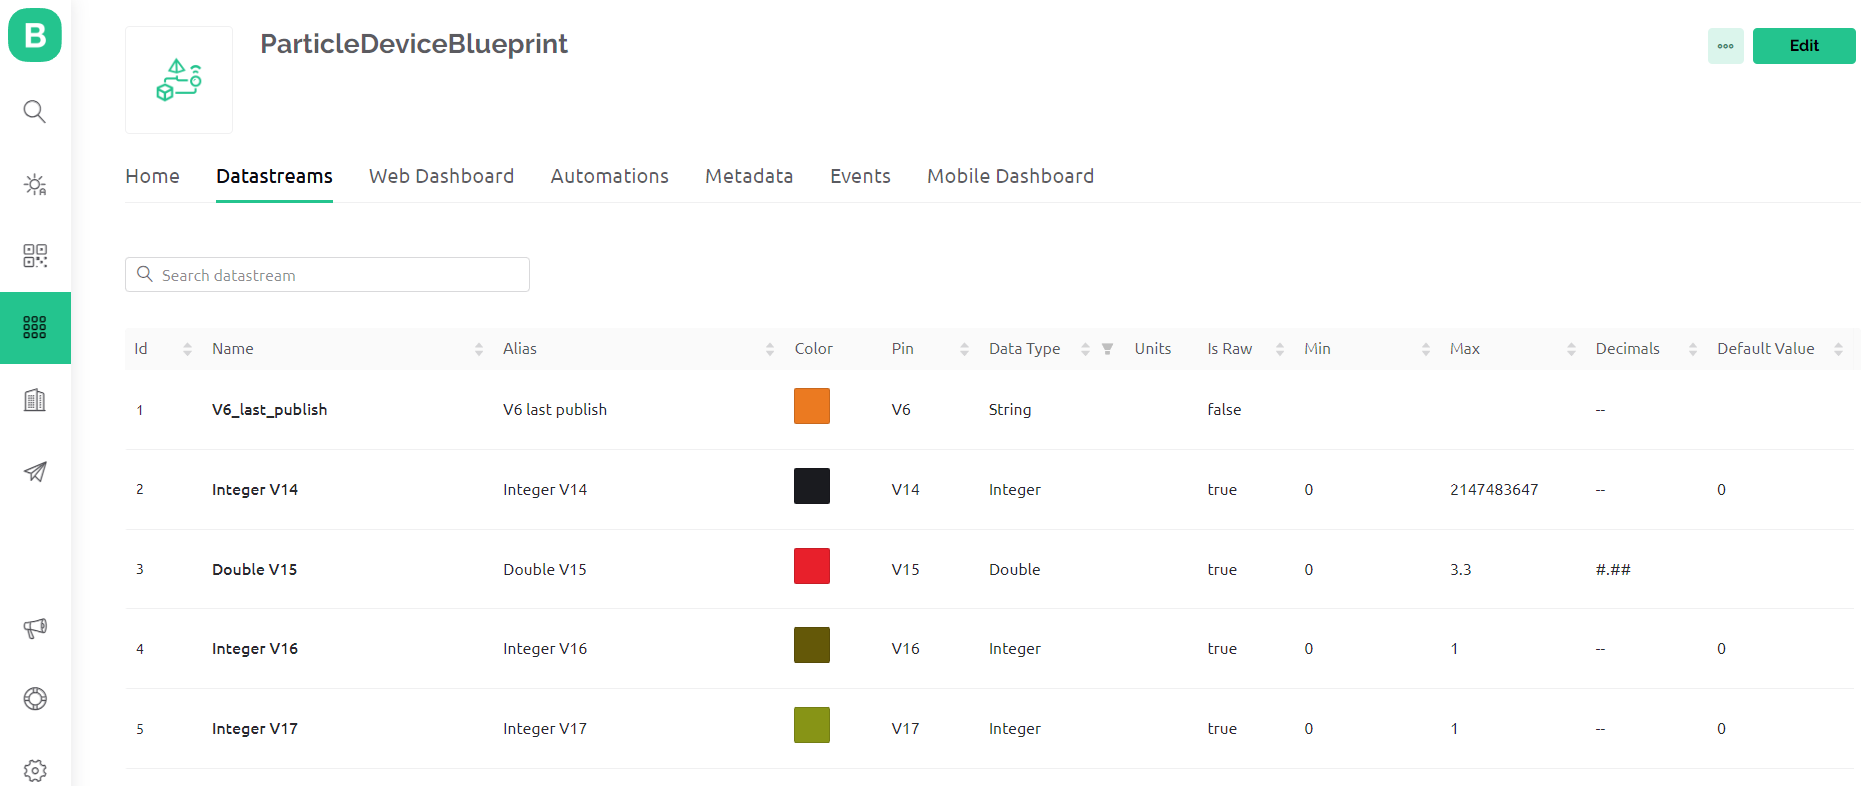 B
ParticleDeviceBlueprint
Edit
Home Datastreams Web Dashboard Automations Metadata Events Mobile Dashboard
Search datastream
Id Name Alias Color Pin Data Type Units Is Raw Min Max Decimals Default Value
1 V6_last_publish V6 last publish V6 String false --
2 Integer V14 Integer V14 V14 Integer true 0 2147483647 -- 0
3 Double V15 Double V15 V15 Double true 0 3.3 #.##
4 Integer V16 Integer V16 V16 Integer true 0 1 -- 0
5 Integer V17 Integer V17 V17 Integer true 0 1 -- 0